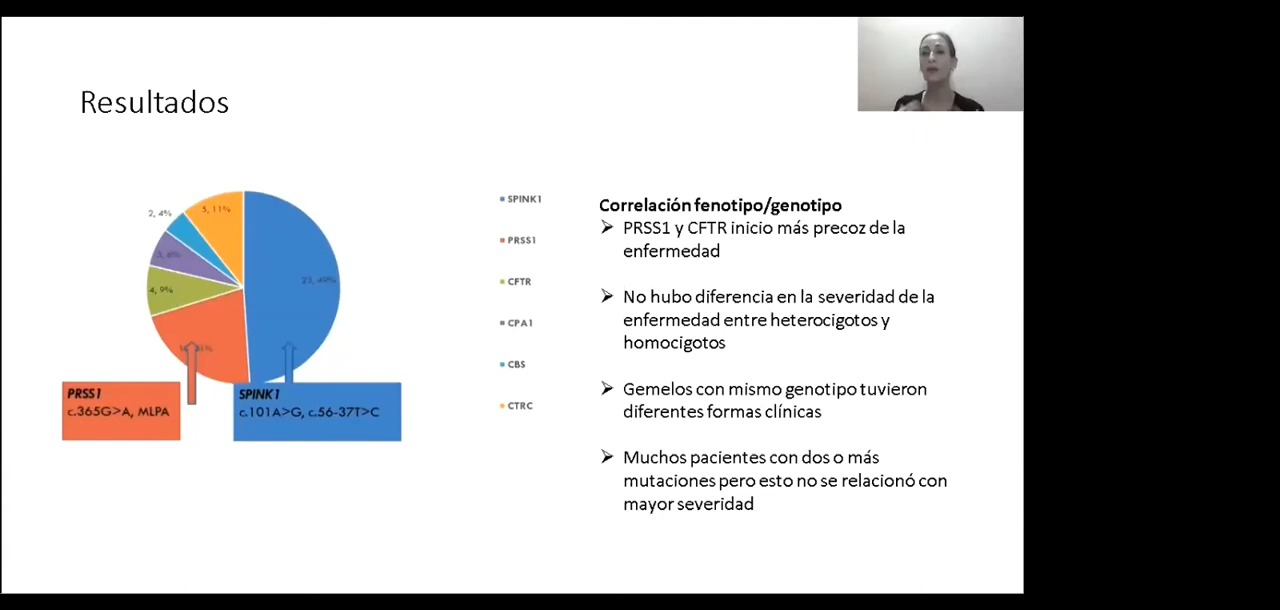 Resultados
5, 11%
2, 4%
3, 6%
4, 9%
23, 49%
PRSS1
c.365G>A, MLPA
SPINK1
c.101A>G, c.56-37T>C
SPINK1
PRSS1
CFTR
CPA1
CBS
CTRC
Correlación fenotipo/genotipo
➢ PRSS1 y CFTR inicio más precoz de la
enfermedad
➢ No hubo diferencia en la severidad de la
enfermedad entre heterocigotos y
homocigotos
➢ Gemelos con mismo genotipo tuvieron
diferentes formas clínicas
➢ Muchos pacientes con dos o más
mutaciones pero esto no se relacionó con
mayor severidad